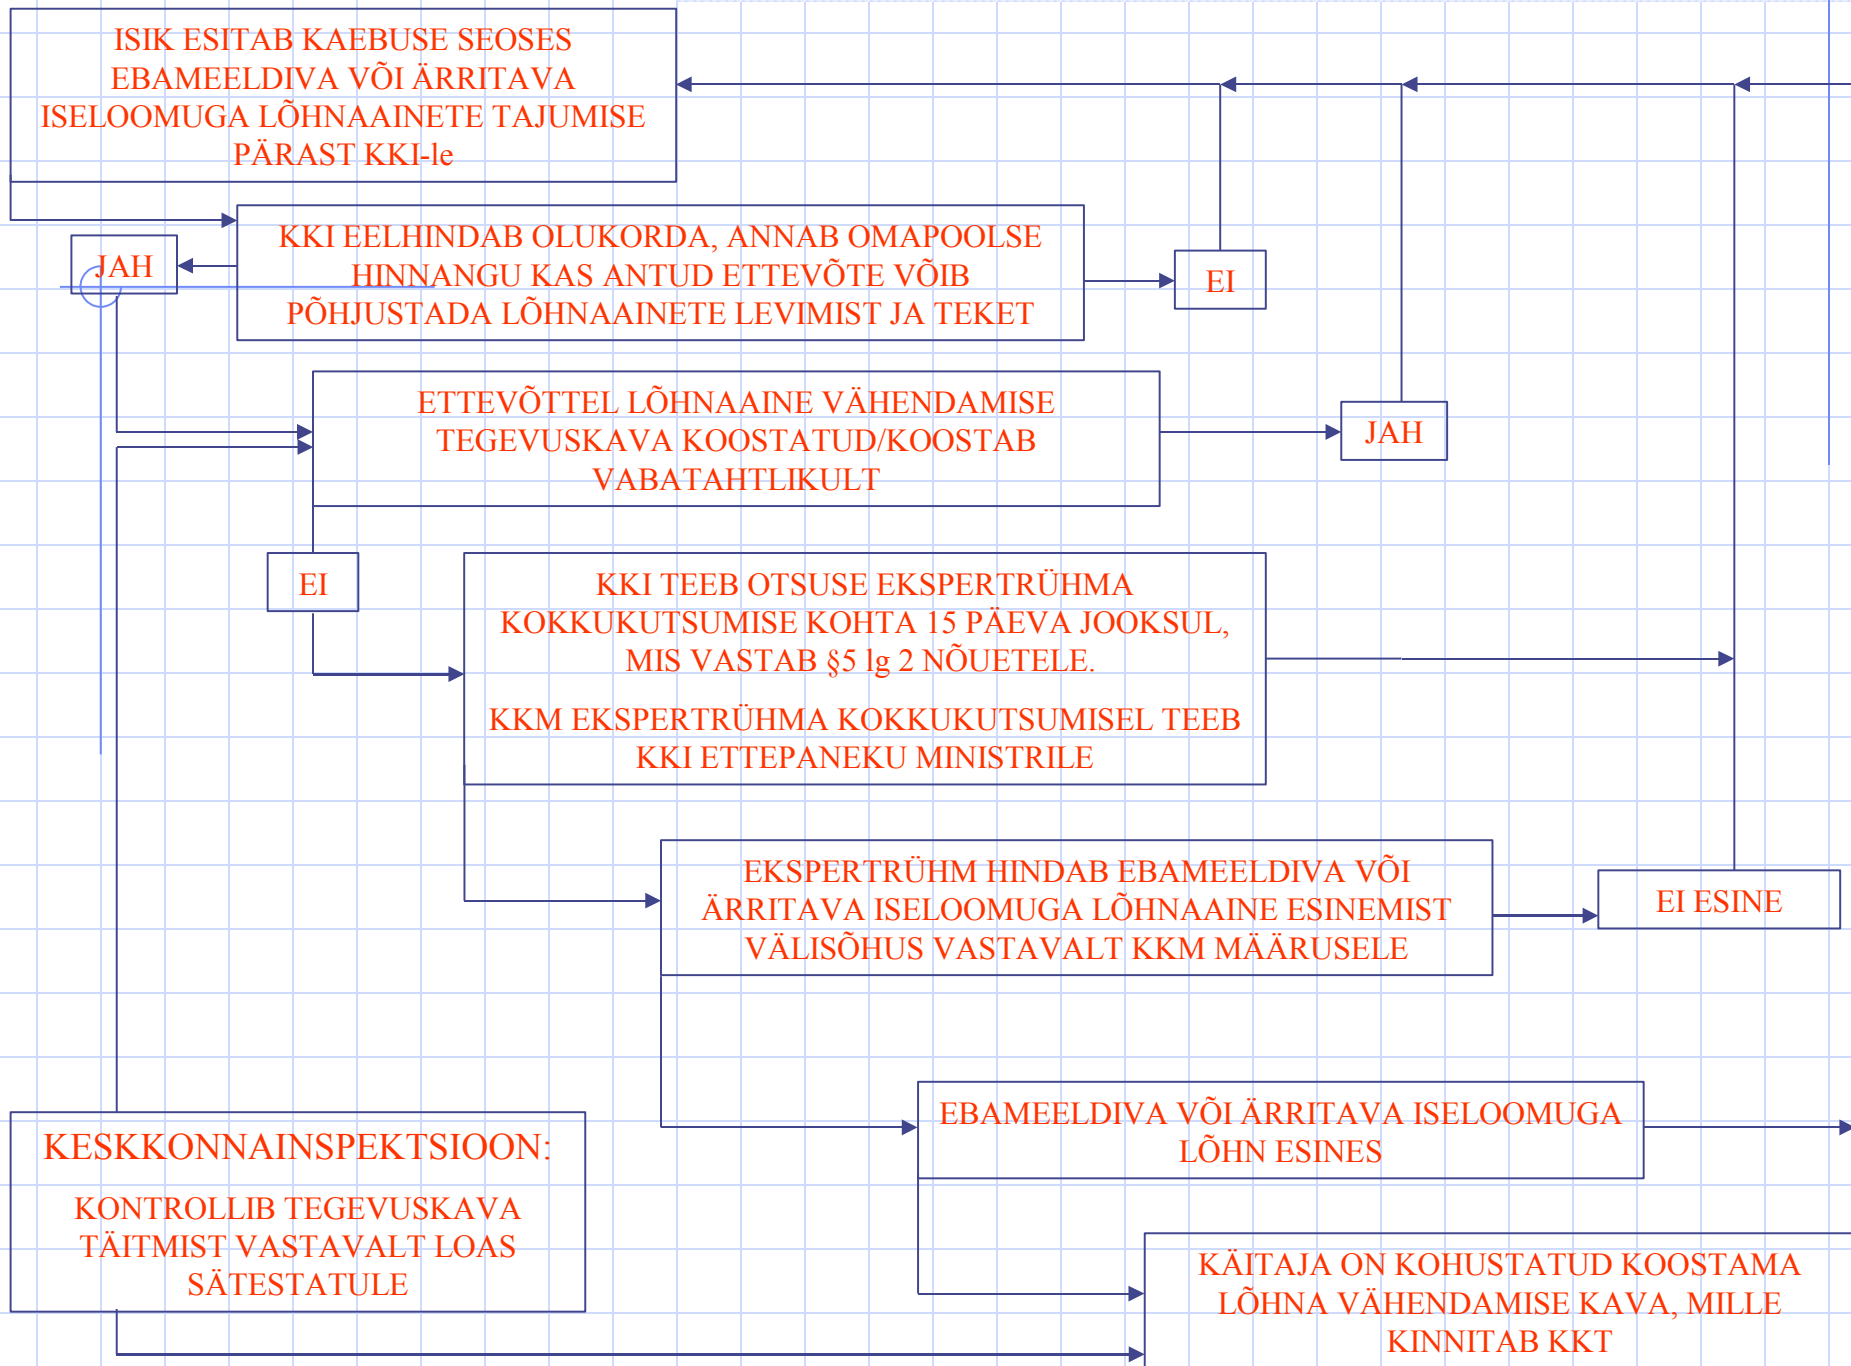 ISIK ESITAB KAEBUSE SEOSES
EBAMEELDIVA VÕI ÄRRITAVA
ISELOOMUGA LÕHNAAINETE TAJUMISE
PÄRAST KKI-le
JAH
KKI EELHINDAB OLUKORDA, ANNAB OMAPOOLSE
HINNANGU KAS ANTUD ETTEVÕTE VÕIB
PÕHJUSTADA LÕHNAAINETE LEVIMIST JA TEKET
EI
ETTEVÕTTEL LÕHNAAINE VÄHENDAMISE
TEGEVUSKAVA KOOSTATUD/KOOSTAB
VABATAHTLIKULT
JAH
EI
KKI TEEB OTSUSE EKSPERTRÜHMA
KOKKUKUTSUMISE KOHTA 15 PÄEVA JOOKSUL,
MIS VASTAB §5 lg 2 NÕUETELE.
KKM EKSPERTRÜHMA KOKKUKUTSUMISEL TEEB
KKI ETTEPANEKU MINISTRILE
EKSPERTRÜHM HINDAB EBAMEELDIVA VÕI
ÄRRITAVA ISELOOMUGA LÕHNAAINE ESINEMIST
VÄLISÕHUS VASTAVALT KKM MÄÄRUSELE
EI ESINE
EBAMEELDIVA VÕI ÄRRITAVA ISELOOMUGA
LÕHN ESINES
KESKKONNAINSPEKTSIOON:
KONTROLLIB TEGEVUSKAVA
TÄITMIST VASTAVALT LOAS
SÄTESTATULE
KÄITAJA ON KOHUSTATUD KOOSTAMA
LÕHNA VÄHENDAMISE KAVA, MILLE
KINNITAB KKT